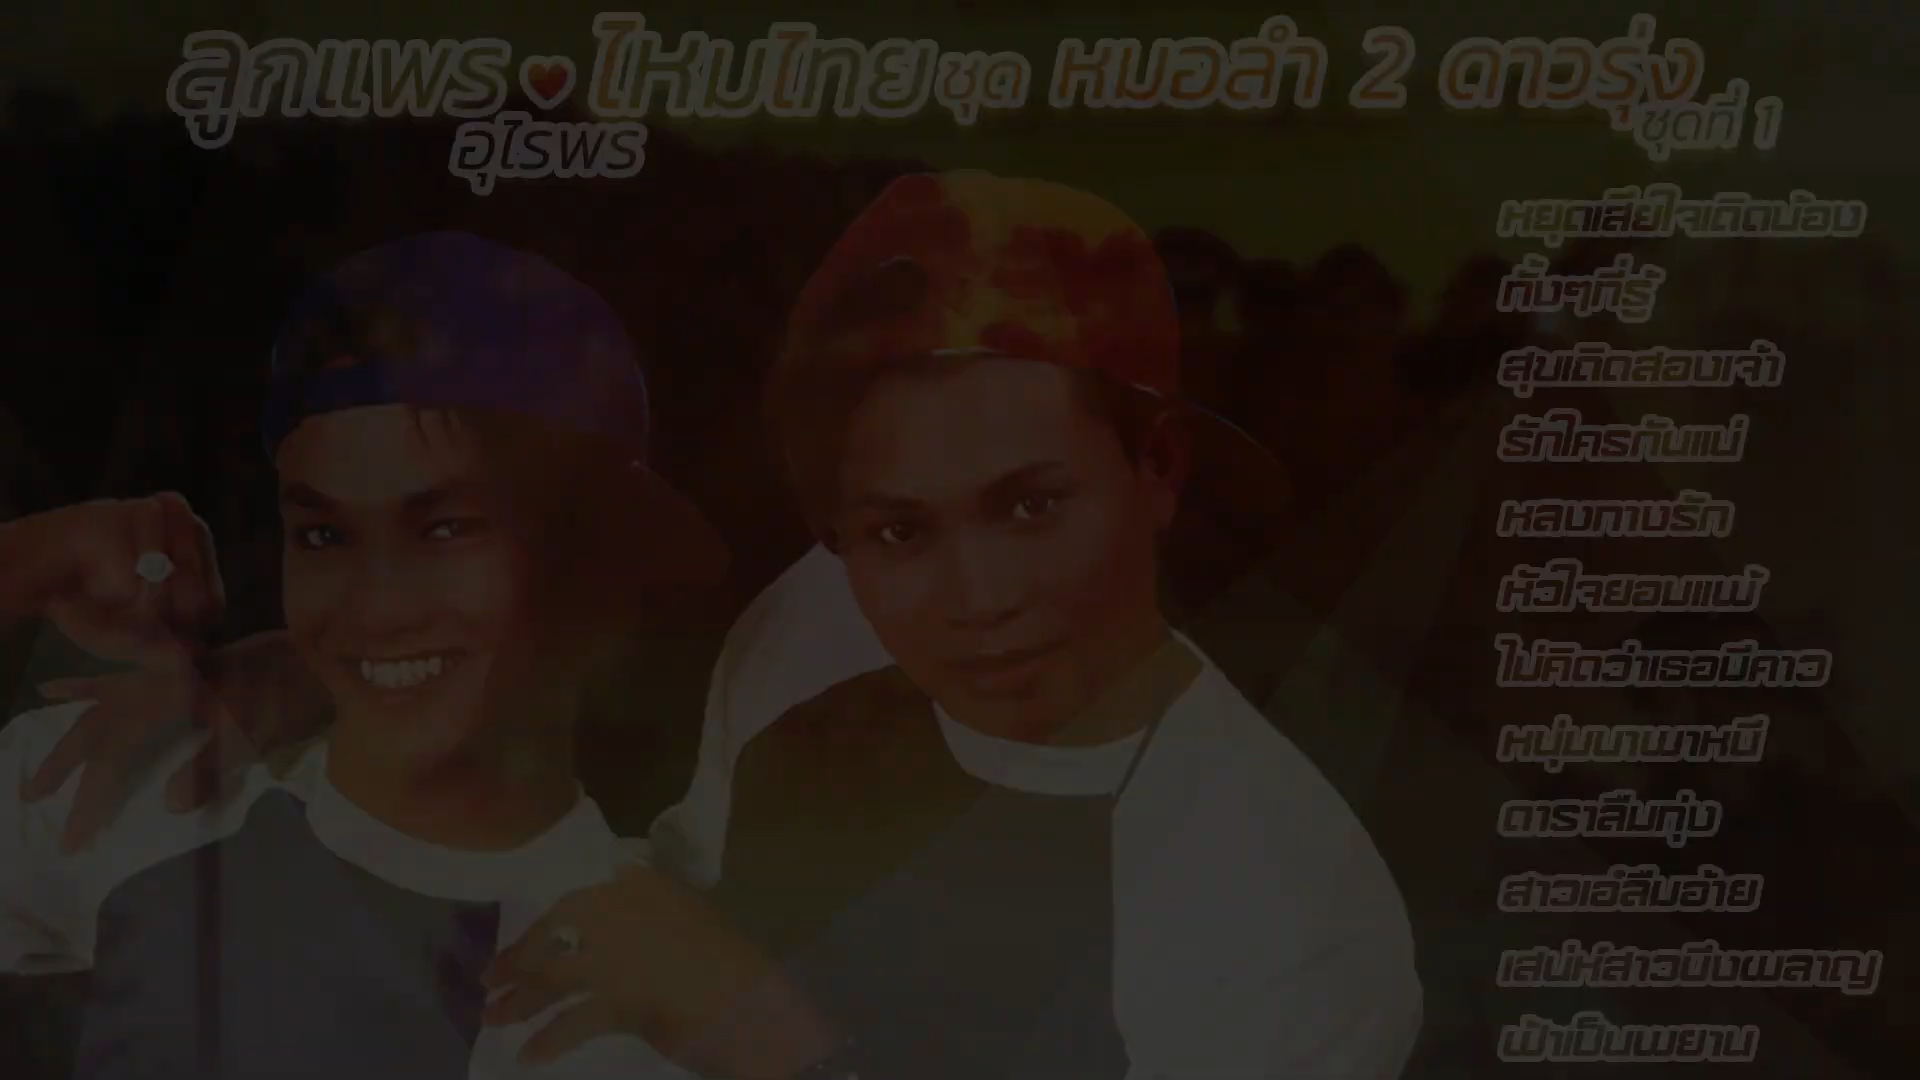 ลูกแพร ไหมไทย ชุด หมอลำ 2 ดาวรุ่ง
อุไรพร
ชุดที่ 1
หยุดเสียใจเถิดน้อง
ทั้งๆที่รู้
สุขเถิดสองเจ้า
รักใครกันแน่
หลงทางรัก
หัวใจยอมแพ้
ไม่คิดว่าเธอมีคาว
หนุ่มนาพาหนี
ดาราลืมทุ่ง
สาวเอ๋ลืมอ้าย
เสน่ห์สาวบึงผลาญ
ฟ้าเป็นพยาน